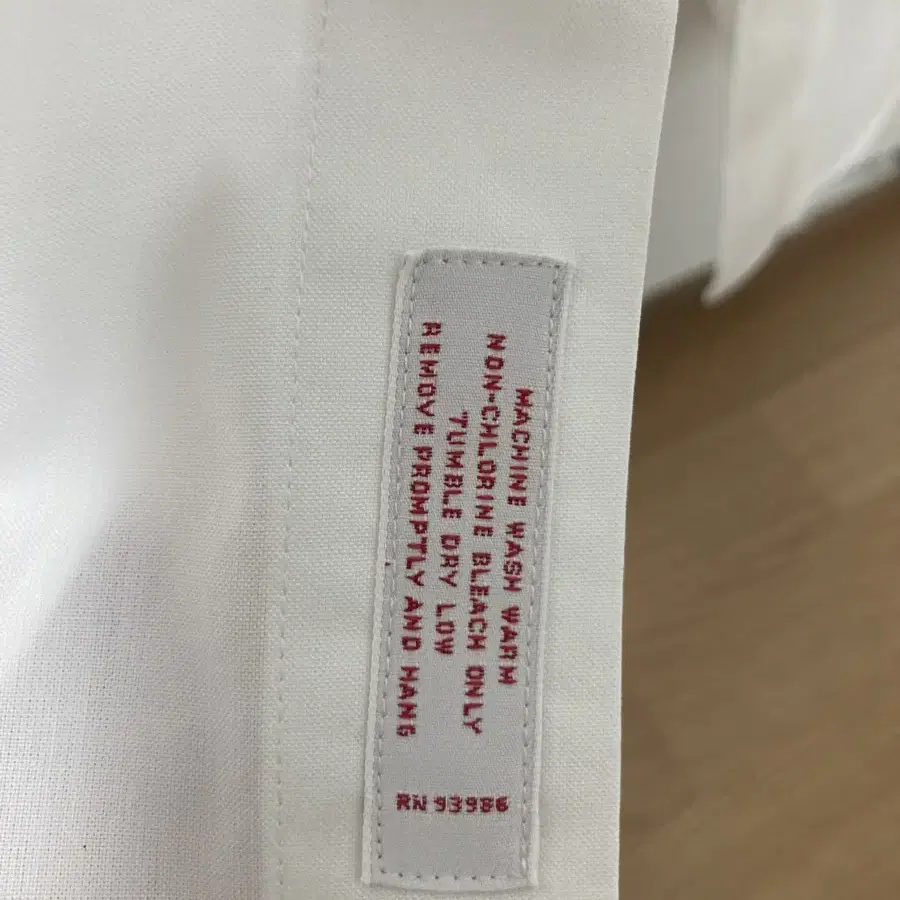 MACHINE WASH WARM
NON-CHLORINE BLEACH ONLY
TUMBLE DRY LOW
REMOVE PROMPTLY AND HANG
RN 93986